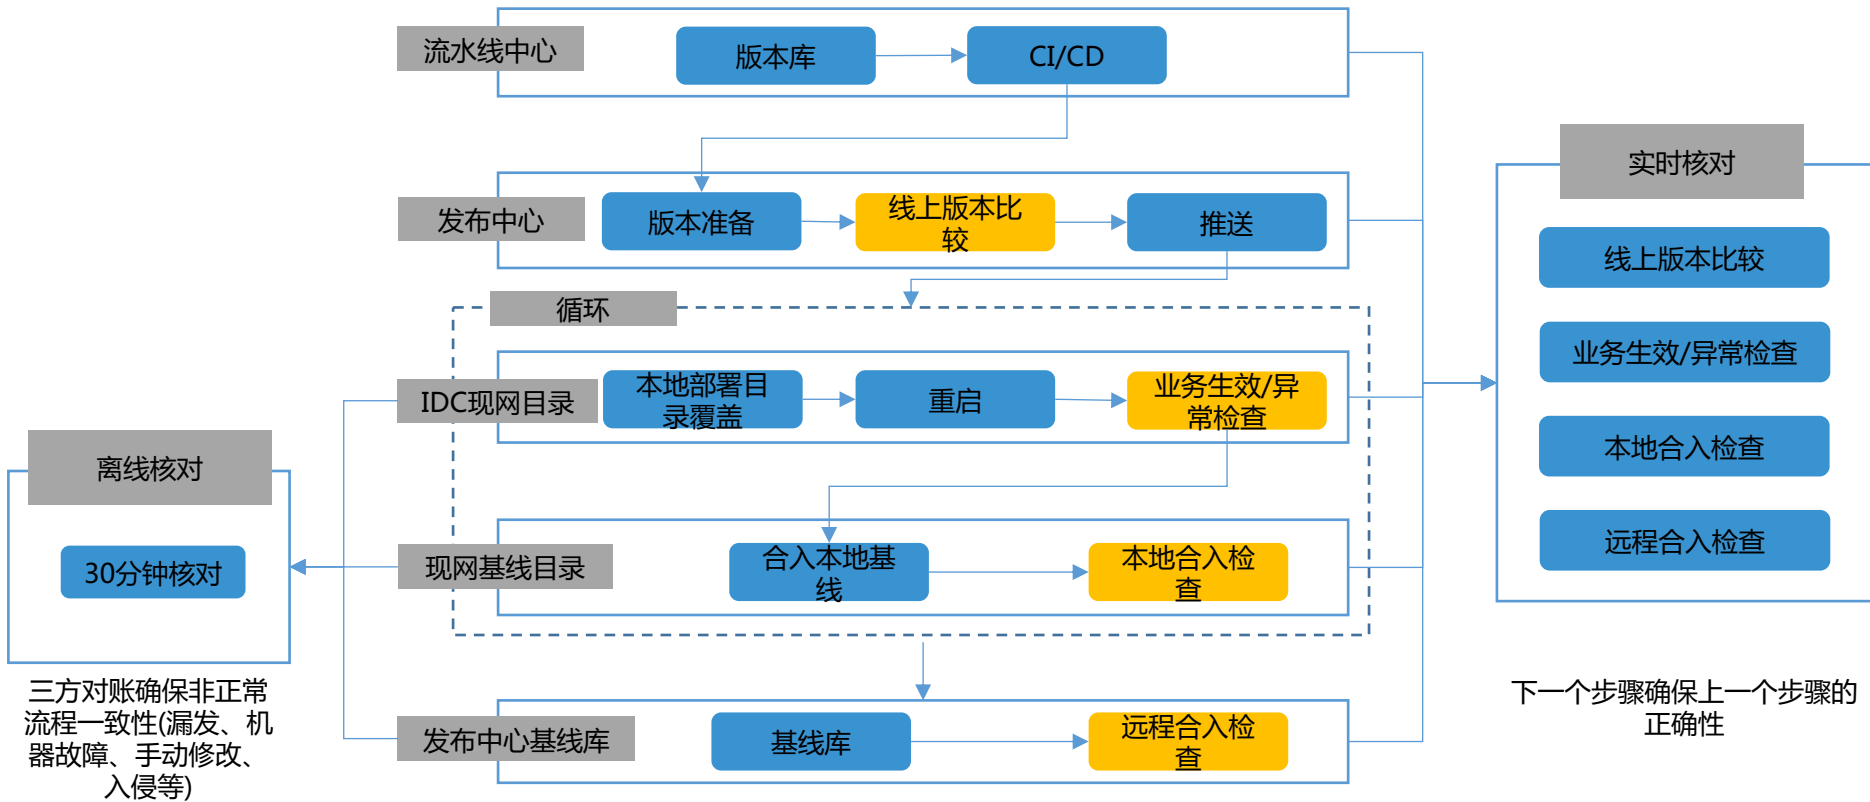 流水线中心
版本库
CI/CD
发布中心
版本准备
线上版本比
较
推送
循环
IDC现网目录
本地部署目
录覆盖
重启
业务生效/异
常检查
现网基线目录
合入本地基
线
本地合入检
查
发布中心基线库
基线库
远程合入检
查
离线核对
30分钟核对
三方对账确保非正常
流程一致性(漏发、机
器故障、手动修改、
入侵等)
实时核对
线上版本比较
业务生效/异常检查
本地合入检查
远程合入检查
下一个步骤确保上一个步骤的
正确性